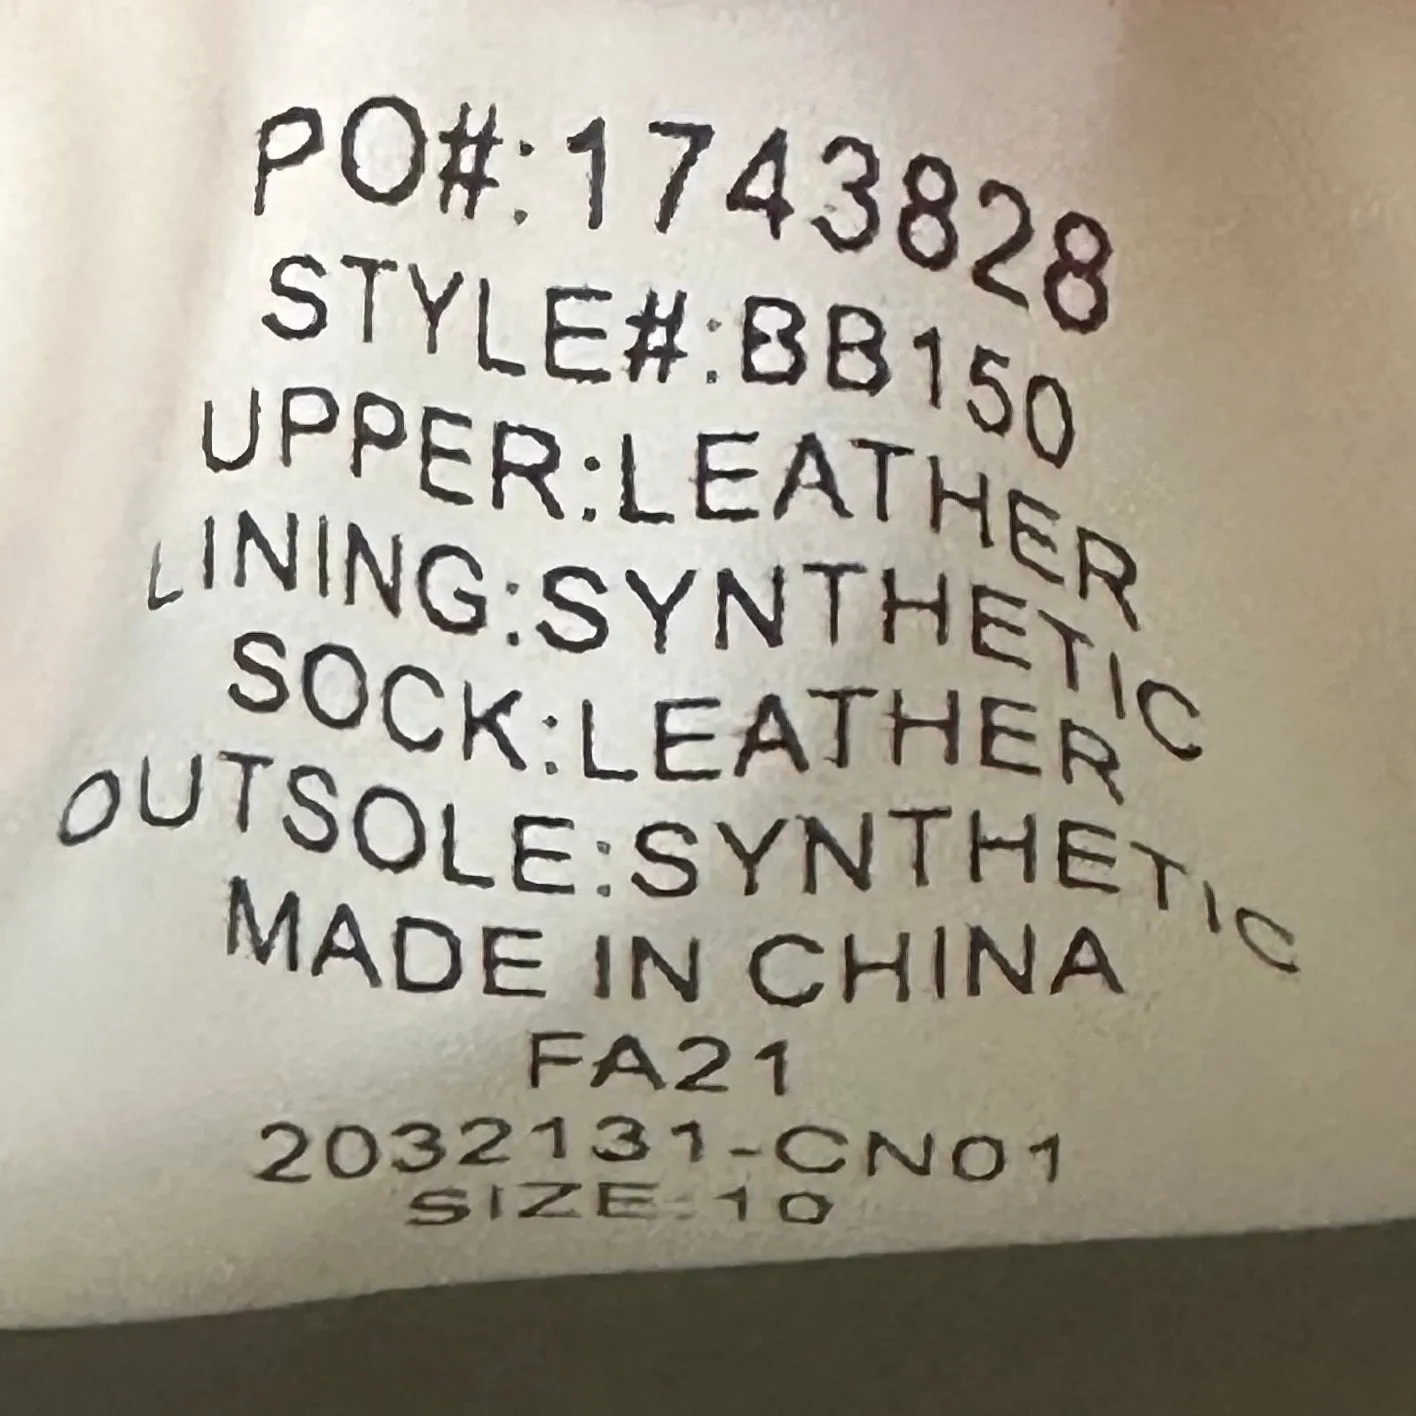 PO#:1743828
STYLE#:BB150
UPPER:LEATHER
LINING:SYNTHETIC
SOCK:LEATHER
OUTSOLE:SYNTHETIC
MADE IN CHINA
FA21
2032131-CN01
SIZE:10